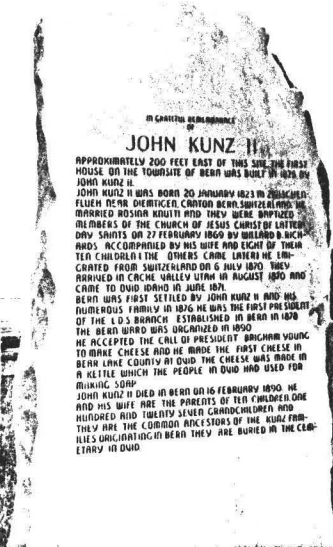 IN GRATEFUL REMEMBRANCE
OF
JOHN KUNZ II
APPROXIMATELY 200 FEET EAST OF THIS SITE THE FIRST
HOUSE ON THE TOWNSITE OF BERN WAS BUILT IN BY
JOHN KUNZ II.
JOHN KUNZ II WAS BORN 20 JANUARY 1823 IN ZWISCHEN
FLUEH NEAR DIEMTIGEN, CANTON BERN, SWITZERLAND. HE
MARRIED ROSINA KNUTTI AND THEY WERE BAPTIZED
MEMBERS OF THE CHURCH OF JESUS CHRIST OF LATTER
DAY SAINTS ON 27 FEBRUARY 1869 BY WILLARD B. RICH-
ARDS ACCOMPANIED BY HIS WIFE AND EIGHT OF THEIR
TEN CHILDREN (THE OTHERS CAME LATER) HE EMI-
GRATED FROM SWITZERLAND ON 6 JULY 1870 THEY
ARRIVED IN CACHE VALLEY UTAH IN AUGUST 1870 AND
CAME TO OVID IDAHO IN JUNE 1871.
BERN WAS FIRST SETTLED BY JOHN KUNZ II AND HIS
NUMEROUS FAMILY IN 1876 HE WAS THE FIRST PRESIDENT
OF THE L D S BRANCH ESTABLISHED IN BERN IN 1878
THE BERN WARD WAS ORGANIZED IN 1890
HE ACCEPTED THE CALL OF PRESIDENT BRIGHAM YOUNG
TO MAKE CHEESE AND HE MADE THE FIRST CHEESE IN
BEAR LAKE COUNTY AT OVID THE CHEESE WAS MADE IN
A KETTLE WHICH THE PEOPLE IN OVID HAD USED FOR
MAKING SOAP
JOHN KUNZ II DIED IN BERN ON 16 FEBRUARY 1890. HE
AND HIS WIFE ARE THE PARENTS OF TEN CHILDREN. ONE
HUNDRED AND TWENTY SEVEN GRANDCHILDREN AND
THEY ARE THE COMMON ANCESTORS OF THE KUNZ FAM-
ILIES ORIGINATING IN BERN THEY ARE BURIED IN THE CEM-
ETARY IN OVID